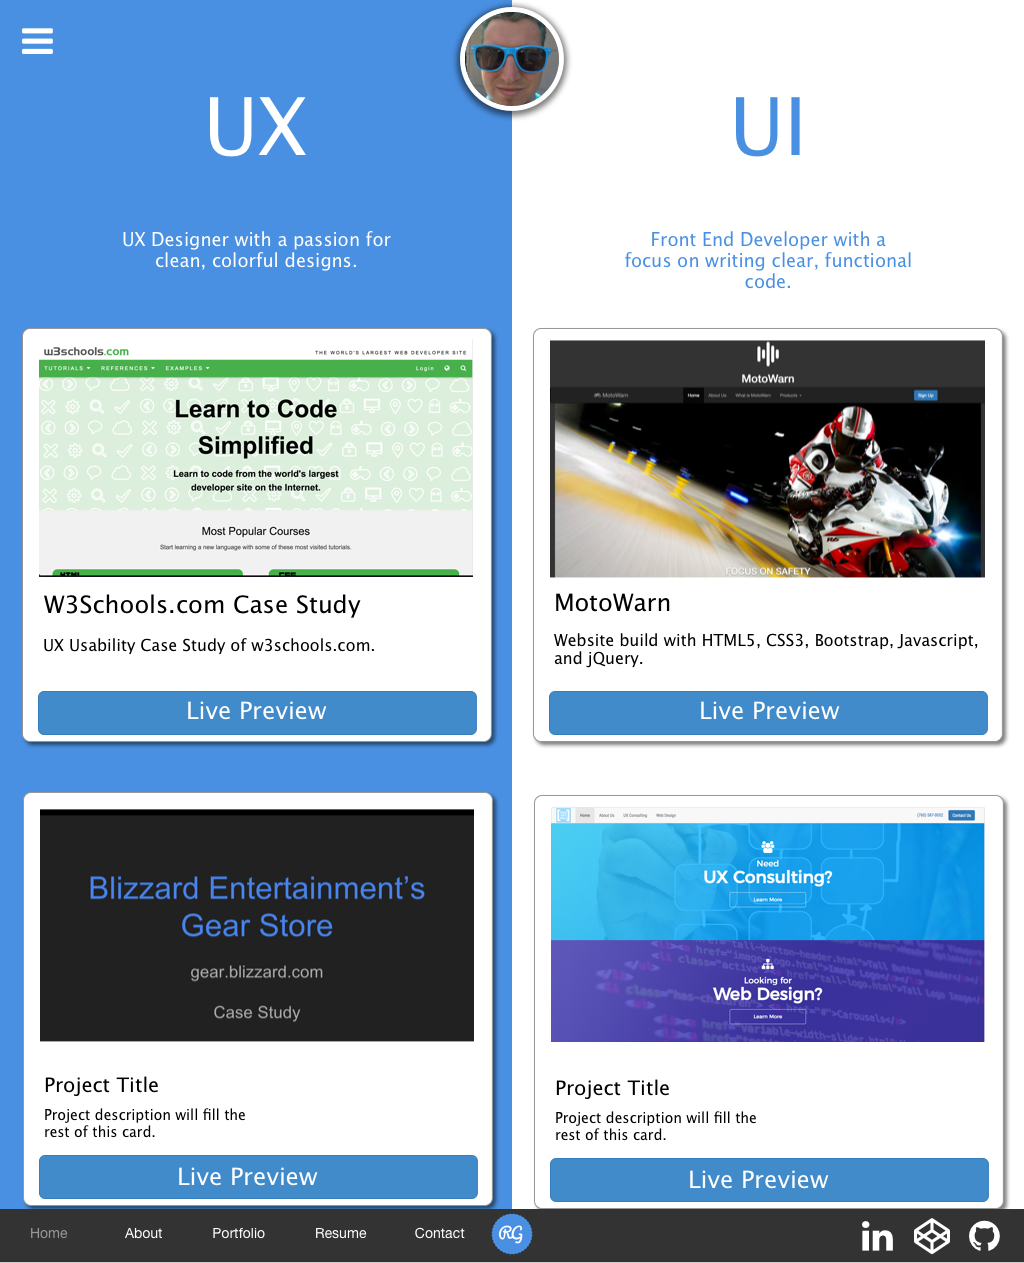 UX
UX Designer with a passion for
clean, colorful designs.
UI
Front End Developer with a
focus on writing clear, functional
code.
w3schools.com
THE WORLD'S LARGEST WEB DEVELOPER SITE
TUTORIALS REFERENCES EXAMPLES Login
Learn to Code
Simplified
Learn to code from the world's largest
developer site on the Internet.
Most Popular Courses
Start learning a new language with some of these most visited tutorials.
HTML CSS
W3Schools.com Case Study
UX Usability Case Study of w3schools.com.
Live Preview
MotoWarn
MotoWarn Home About Us What is MotoWarn Products Sign Up
R6
FOCUS ON SAFETY
MotoWarn
Website build with HTML5, CSS3, Bootstrap, Javascript,
and jQuery.
Live Preview
Blizzard Entertainment's
Gear Store
gear.blizzard.com
Case Study
Project Title
Project description will fill the
rest of this card.
Live Preview
Home About Us UX Consulting Web Design Contact Us
Need
UX Consulting?
Learn More
Looking for
Web Design?
Learn More
Project Title
Project description will fill the
rest of this card.
Live Preview
Home About Portfolio Resume Contact RG in